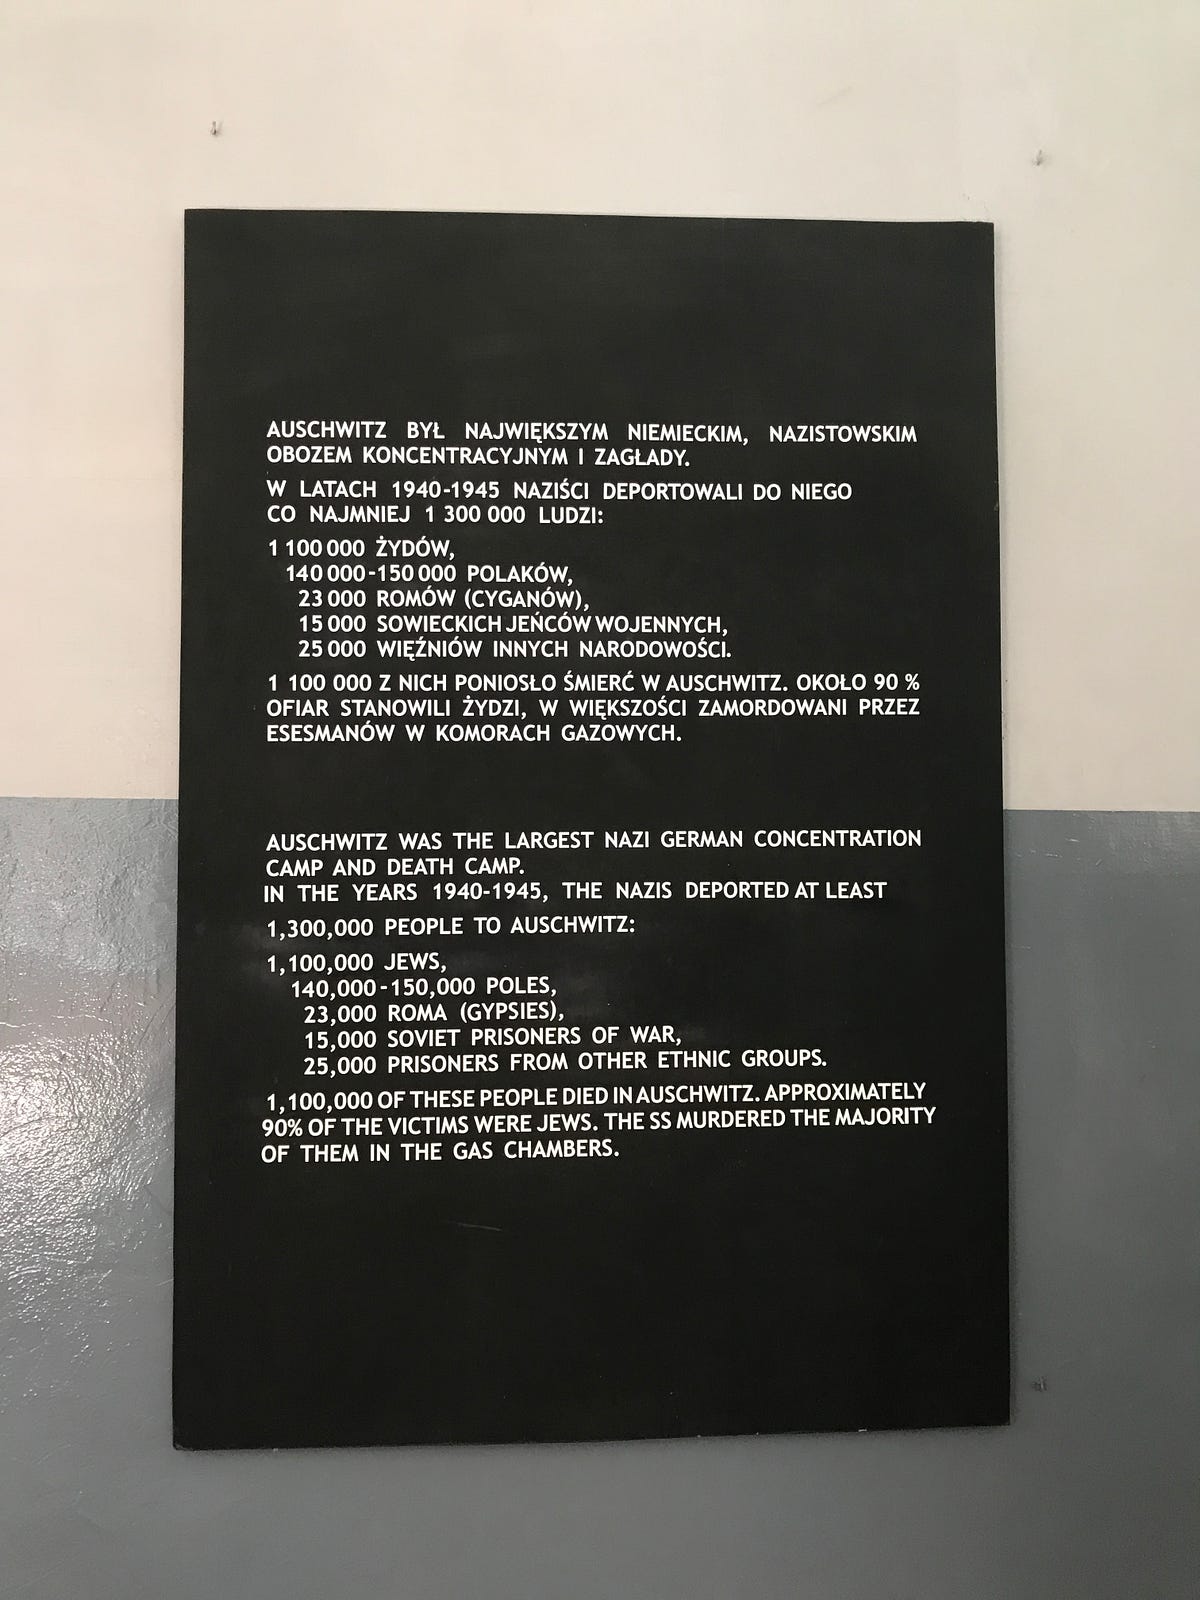 AUSCHWITZ BYŁ NAJWIĘKSZYM NIEMIECKIM, NAZISTOWSKIM
OBOZEM KONCENTRACYJNYM I ZAGŁADY.
W LATACH 1940-1945 NAZIŚCI DEPORTOWALI DO NIEGO
CO NAJMNIEJ 1 300 000 LUDZI:
1 100 000 ŻYDÓW,
140 000-150 000 POLAKÓW,
23 000 ROMÓW (CYGANÓW),
15 000 SOWIECKICH JEŃCÓW WOJENNYCH,
25 000 WIĘŹNIÓW INNYCH NARODOWOŚCI.
1 100 000 Z NICH PONIOSŁO ŚMIERĆ W AUSCHWITZ. OKOŁO 90 %
OFIAR STANOWILI ŻYDZI, W WIĘKSZOŚCI ZAMORDOWANI PRZEZ
ESESMANÓW W KOMORACH GAZOWYCH.
AUSCHWITZ WAS THE LARGEST NAZI GERMAN CONCENTRATION
CAMP AND DEATH CAMP.
IN THE YEARS 1940-1945, THE NAZIS DEPORTED AT LEAST
1,300,000 PEOPLE TO AUSCHWITZ:
1,100,000 JEWS,
140,000-150,000 POLES,
23,000 ROMA (GYPSIES),
15,000 SOVIET PRISONERS OF WAR,
25,000 PRISONERS FROM OTHER ETHNIC GROUPS.
1,100,000 OF THESE PEOPLE DIED IN AUSCHWITZ. APPROXIMATELY
90% OF THE VICTIMS WERE JEWS. THE SS MURDERED THE MAJORITY
OF THEM IN THE GAS CHAMBERS.